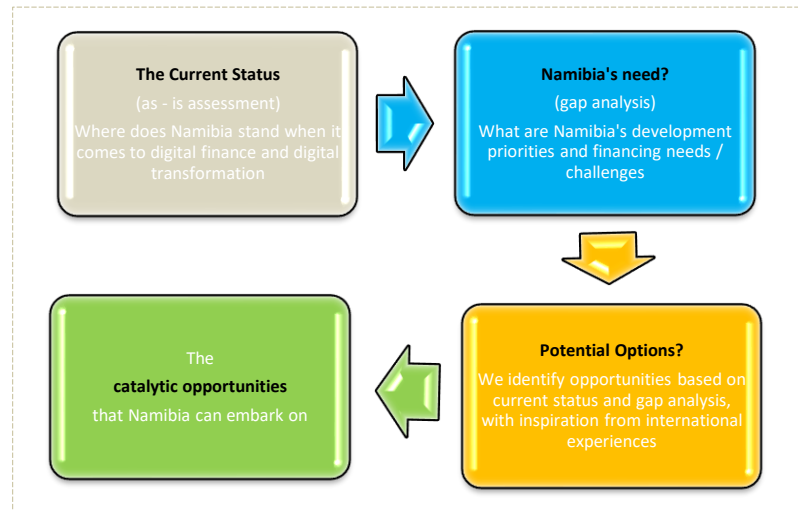 The Current Status
(as - is assessment)
Where does Namibia stand when it
comes to digital finance and digital
transformation
Namibia's need?
(gap analysis)
What are Namibia's development
priorities and financing needs /
challenges
Potential Options?
We identify opportunities based on
current status and gap analysis,
with inspiration from international
experiences
The
catalytic opportunities
that Namibia can embark on